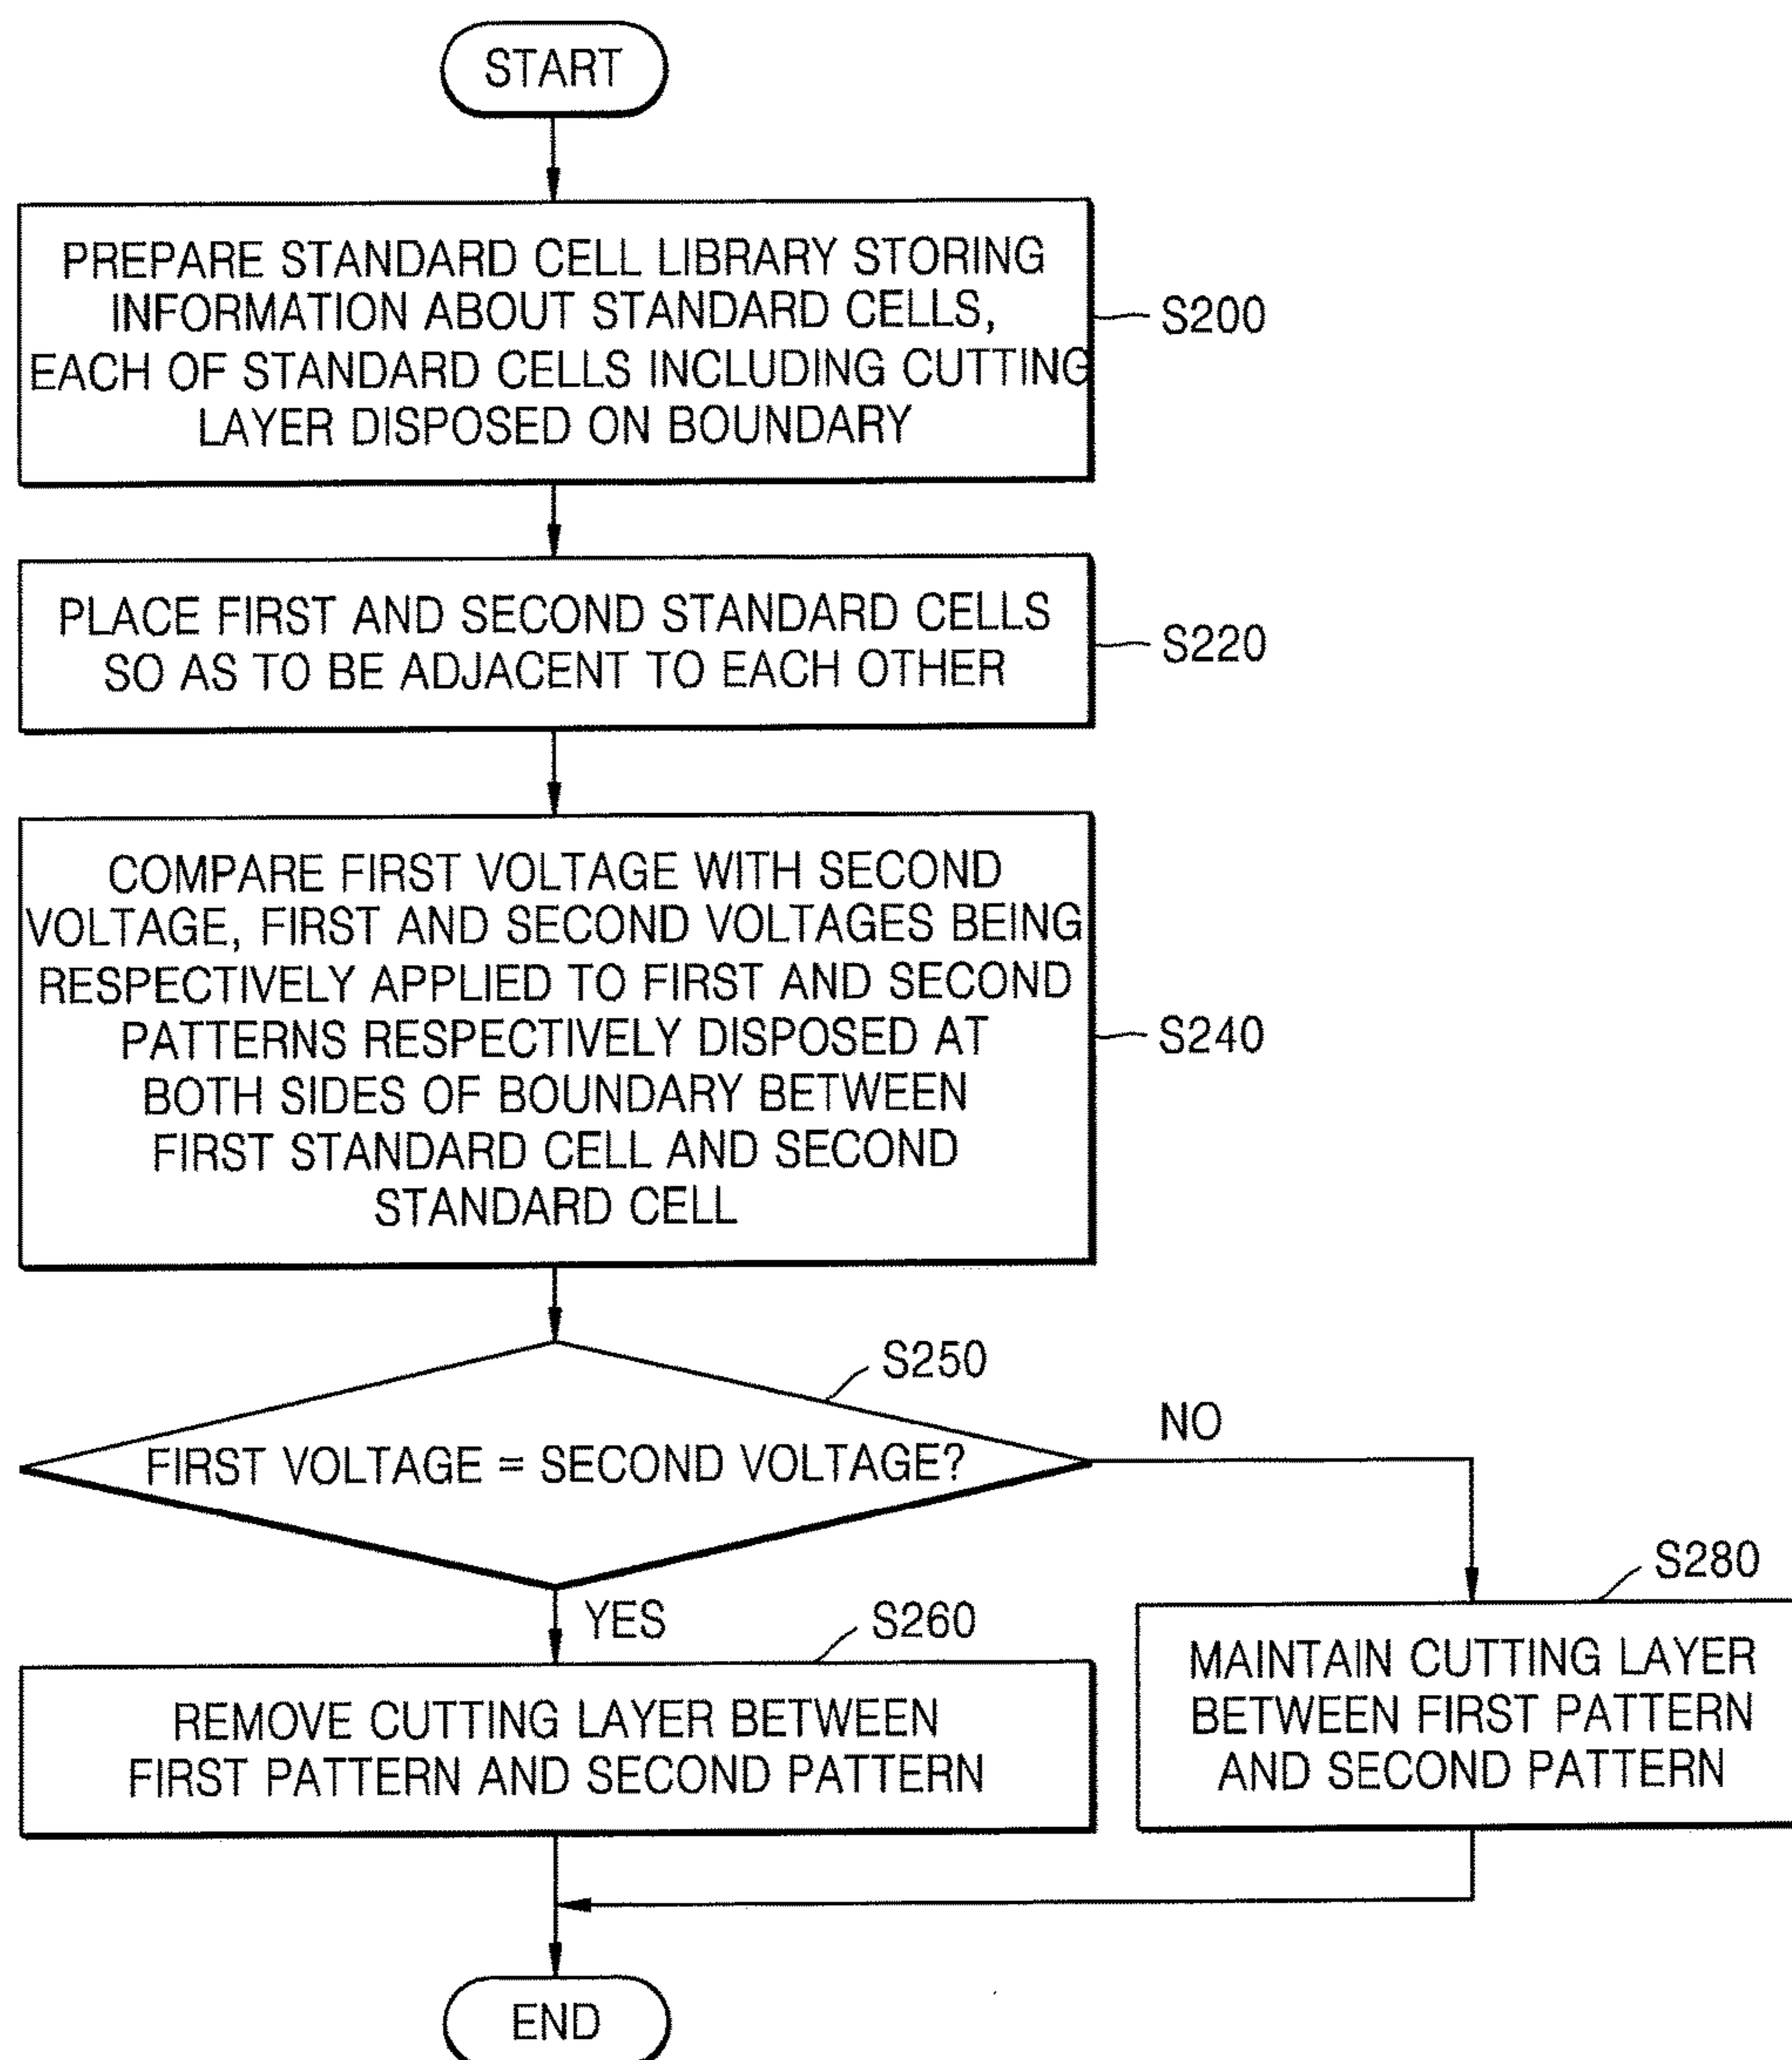 START
PREPARE STANDARD CELL LIBRARY STORING
INFORMATION ABOUT STANDARD CELLS,
EACH OF STANDARD CELLS INCLUDING CUTTING
LAYER DISPOSED ON BOUNDARY
S200
PLACE FIRST AND SECOND STANDARD CELLS
SO AS TO BE ADJACENT TO EACH OTHER
S220
COMPARE FIRST VOLTAGE WITH SECOND
VOLTAGE, FIRST AND SECOND VOLTAGES BEING
RESPECTIVELY APPLIED TO FIRST AND SECOND
PATTERNS RESPECTIVELY DISPOSED AT
BOTH SIDES OF BOUNDARY BETWEEN
FIRST STANDARD CELL AND SECOND
STANDARD CELL
S240
S250
FIRST VOLTAGE = SECOND VOLTAGE?
NO
YES
S260
REMOVE CUTTING LAYER BETWEEN
FIRST PATTERN AND SECOND PATTERN
S280
MAINTAIN CUTTING LAYER
BETWEEN FIRST PATTERN
AND SECOND PATTERN
END